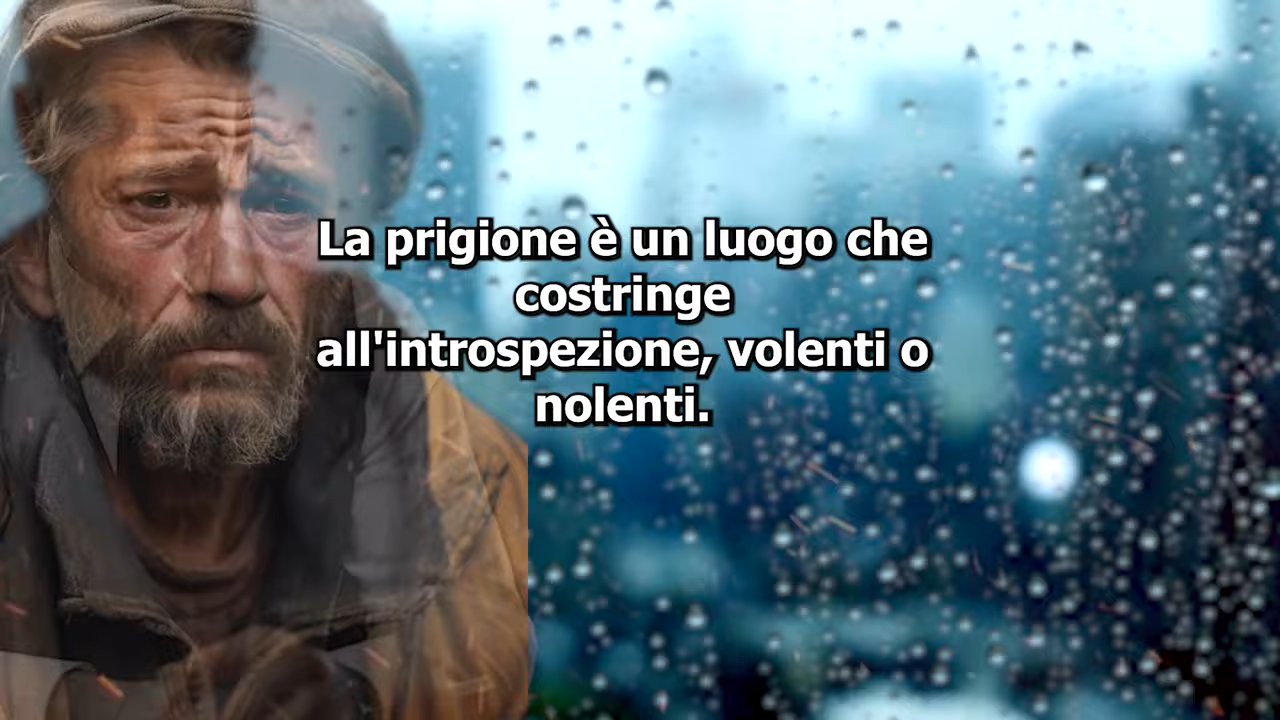 La prigione è un luogo che
costringe
all'introspezione, volenti o
nolenti.